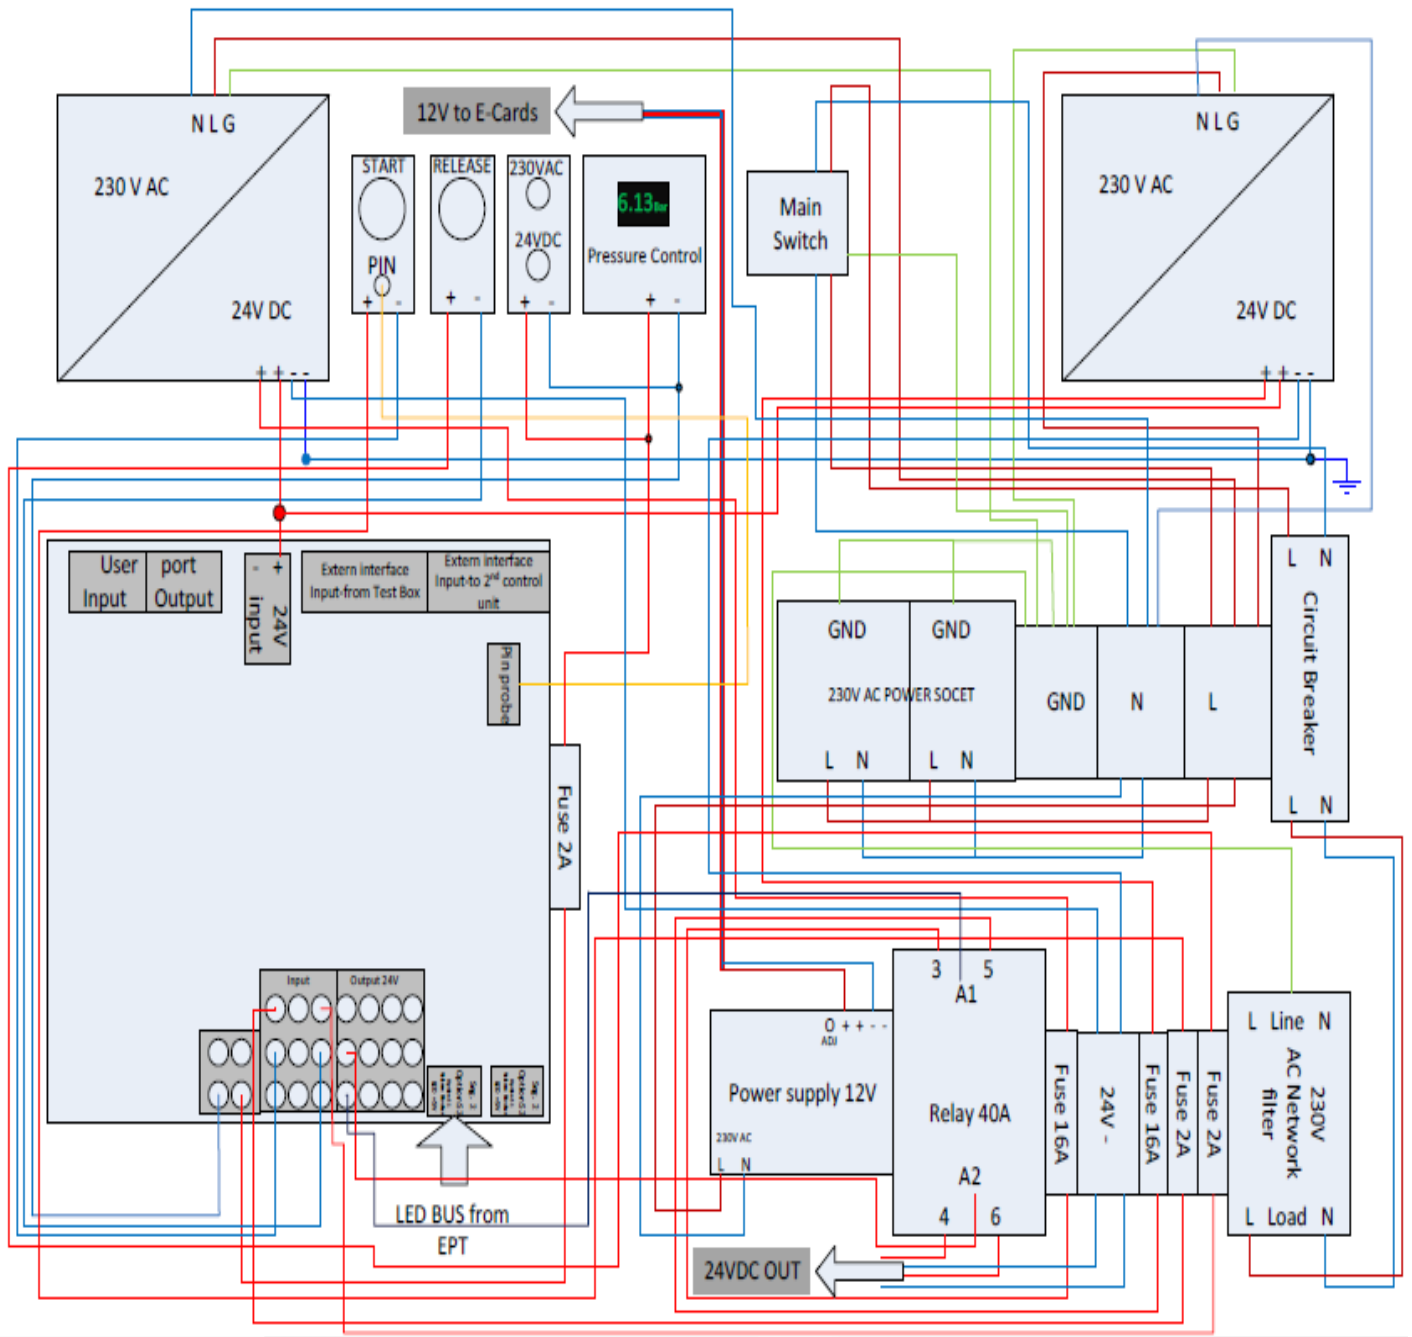 12V to E-Cards
N L G
230 V AC
24V DC
+ + - -
START
PIN
+ -
RELEASE
+ -
230VAC
24VDC
+ -
6.13Bar
Pressure Control
+ -
Main
Switch
N L G
230 V AC
24V DC
+ + - -
User
Input
port
Output
- +
24V
input
Extern interface
Input-from Test Box
Extern interface
Input-to 2nd control
unit
Pin probe
Fuse 2A
GND
GND
230V AC POWER SOCET
L N
L N
GND
N
L
L N
Circuit Breaker
L N
Input
Output 24V
LED BUS from
EPT
O + + - -
ADJ
Power supply 12V
230V AC
L N
3 5
A1
Relay 40A
A2
4 6
Fuse 16A
24V -
Fuse 16A
Fuse 2A
Fuse 2A
L Line N
230V
AC Network
filter
L Load N
24VDC OUT